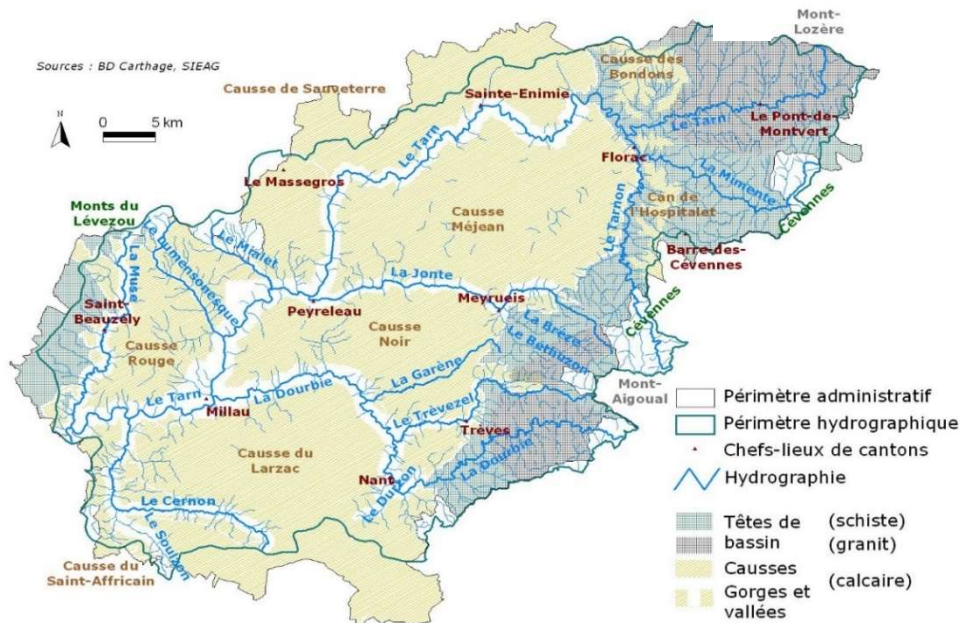 Mont-
Lozère
Sources : BD Carthage, SIEAG
Causse des
Bondons
Causse de Sauveterre
Sainte-Enimie
Le Tarn
Le Pont-de-
Montvert
0 5 km
N
Le Tarn
Florac
La Mimente
Le Massegros
Can de
l'Hospitalet
Monts du
Lévezou
Causse
Méjean
Le Tarnon
Cévennes
Le Mialet
Barre-des-
Cévennes
La Muse
Le Lumensonesque
La Jonte
Meyrueis
Cévennes
Saint-
Beauzély
Peyreleau
La Brèze
Causse
Noir
Le Béthuzon
Causse
Rouge
La Garène
Mont-
Aigoual
Le Tarn
La Dourbie
Millau
Le Trévezel
Trèves
La Dourbie
Causse du
Larzac
Nant
Le Durzon
Le Cernon
Le Soulzon
Causse du
Saint-Affricain
Périmètre administratif
Périmètre hydrographique
Chefs-lieux de cantons
Hydrographie
Têtes de (schiste)
bassin (granit)
Causses
(calcaire)
Gorges et
vallées